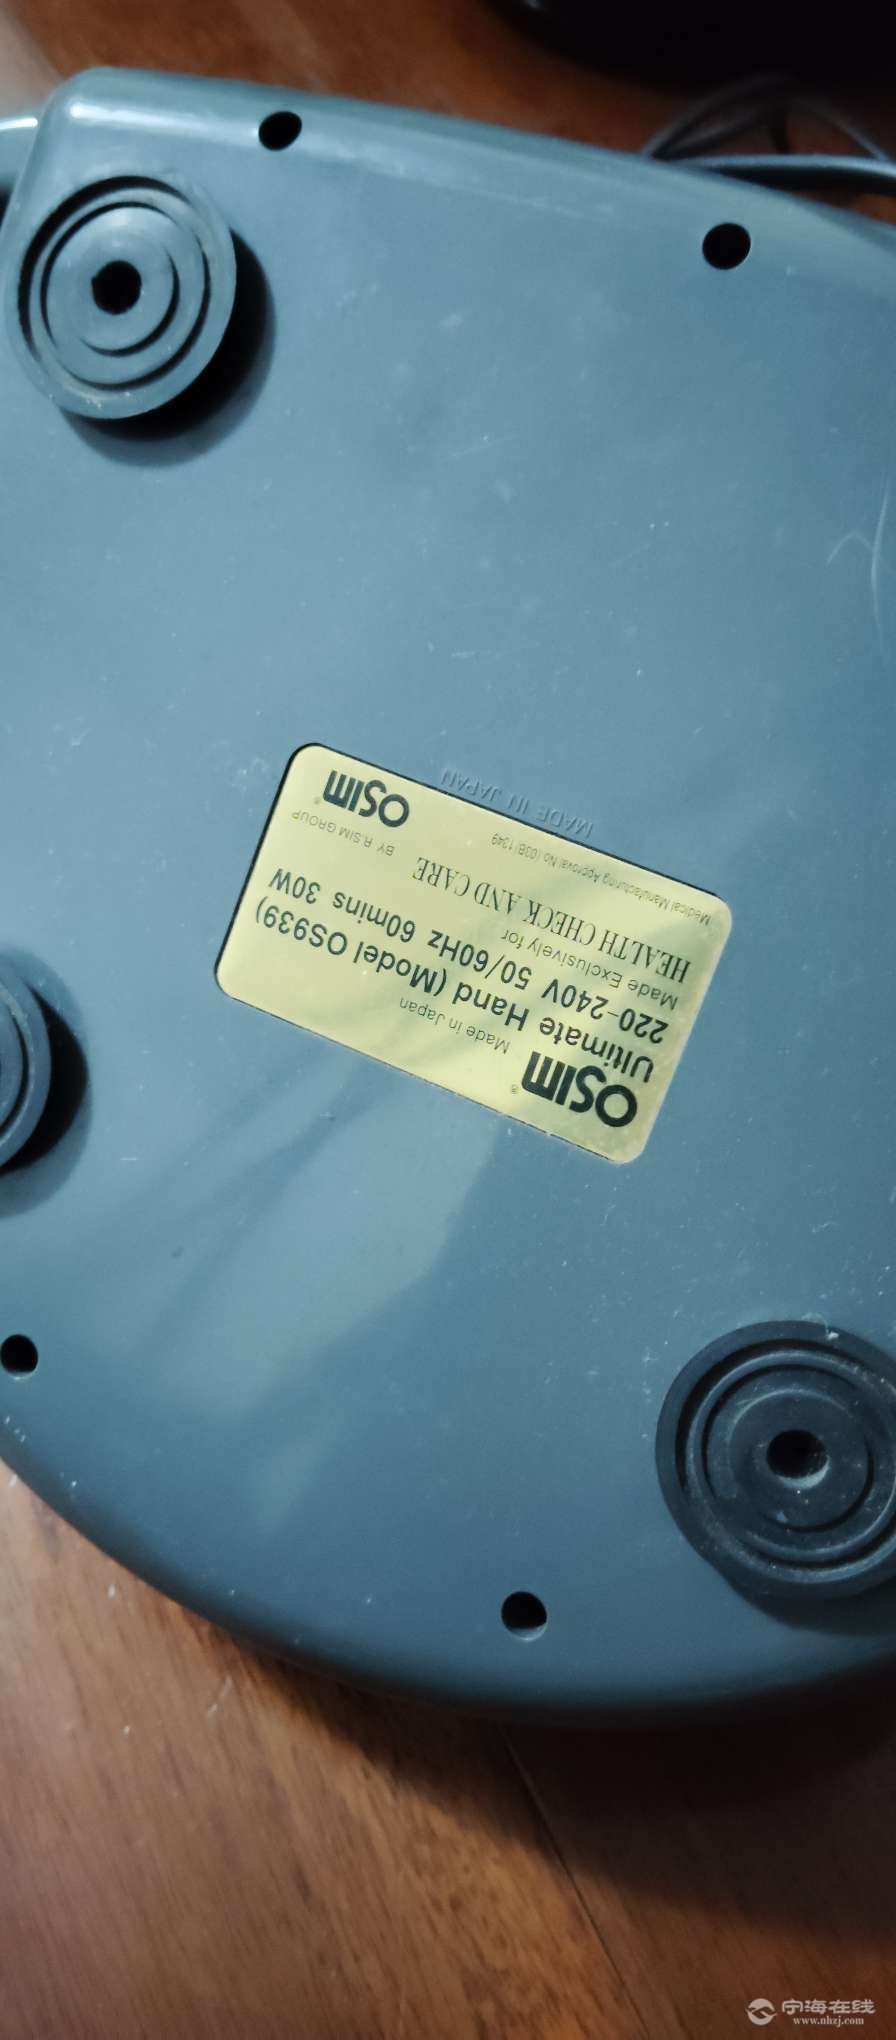 OSIM® Made in Japan
Ultimate Hand (Model OS939)
220-240V 50/60Hz 60mins 30W
Made Exclusively for
HEALTH CHECK AND CARE
OSIM®
BY R.SIM GROUP
Medical Manufacturing Approval No.(03B)1349
MADE IN JAPAN
宁海在线
www.nhzj.com